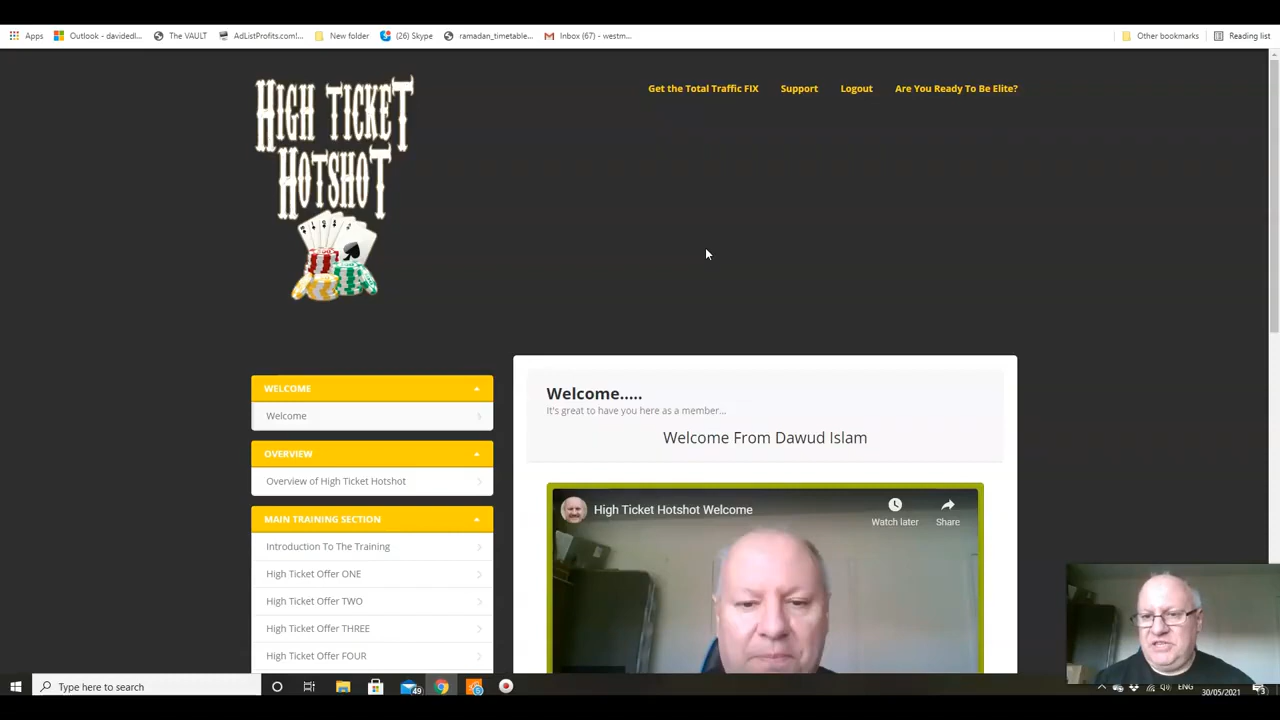 Apps
Outlook - davidedl...
The VAULT
AdListProfits.com!...
New folder
(26) Skype
ramadan_timetable...
Inbox (67) - westm...
Other bookmarks
Reading list
HIGH TICKET
HOTSHOT
Get the Total Traffic FIX
Support
Logout
Are You Ready To Be Elite?
WELCOME
Welcome
OVERVIEW
Overview of High Ticket Hotshot
MAIN TRAINING SECTION
Introduction To The Training
High Ticket Offer ONE
High Ticket Offer TWO
High Ticket Offer THREE
High Ticket Offer FOUR
Welcome.....
It's great to have you here as a member...
Welcome From Dawud Islam
High Ticket Hotshot Welcome
Watch later
Share
Type here to search
49
ENG
30/05/2021